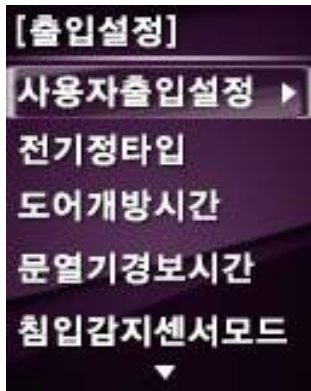 [출입설정]
사용자출입설정
전기정타입
도어개방시간
문열기경보시간
침입감지센서모드